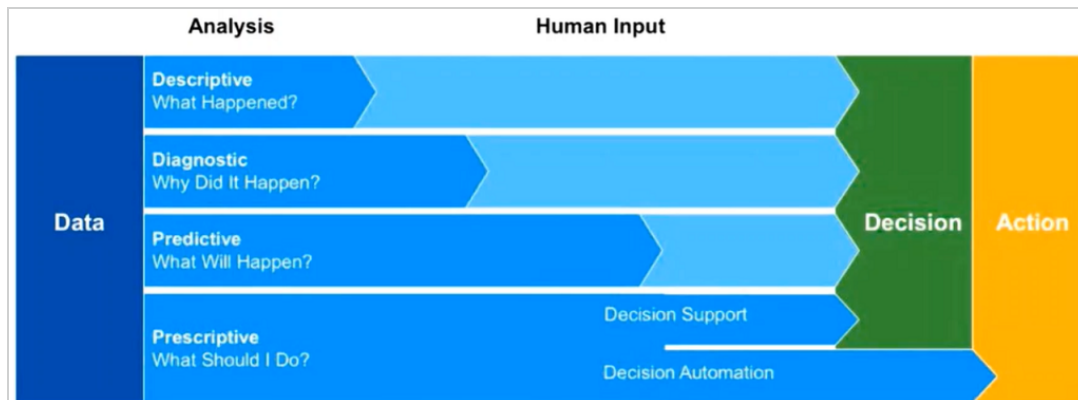 Analysis
Human Input
Descriptive
What Happened?
Diagnostic
Why Did It Happen?
Data
Decision
Action
Predictive
What Will Happen?
Decision Support
Prescriptive
What Should I Do?
Decision Automation